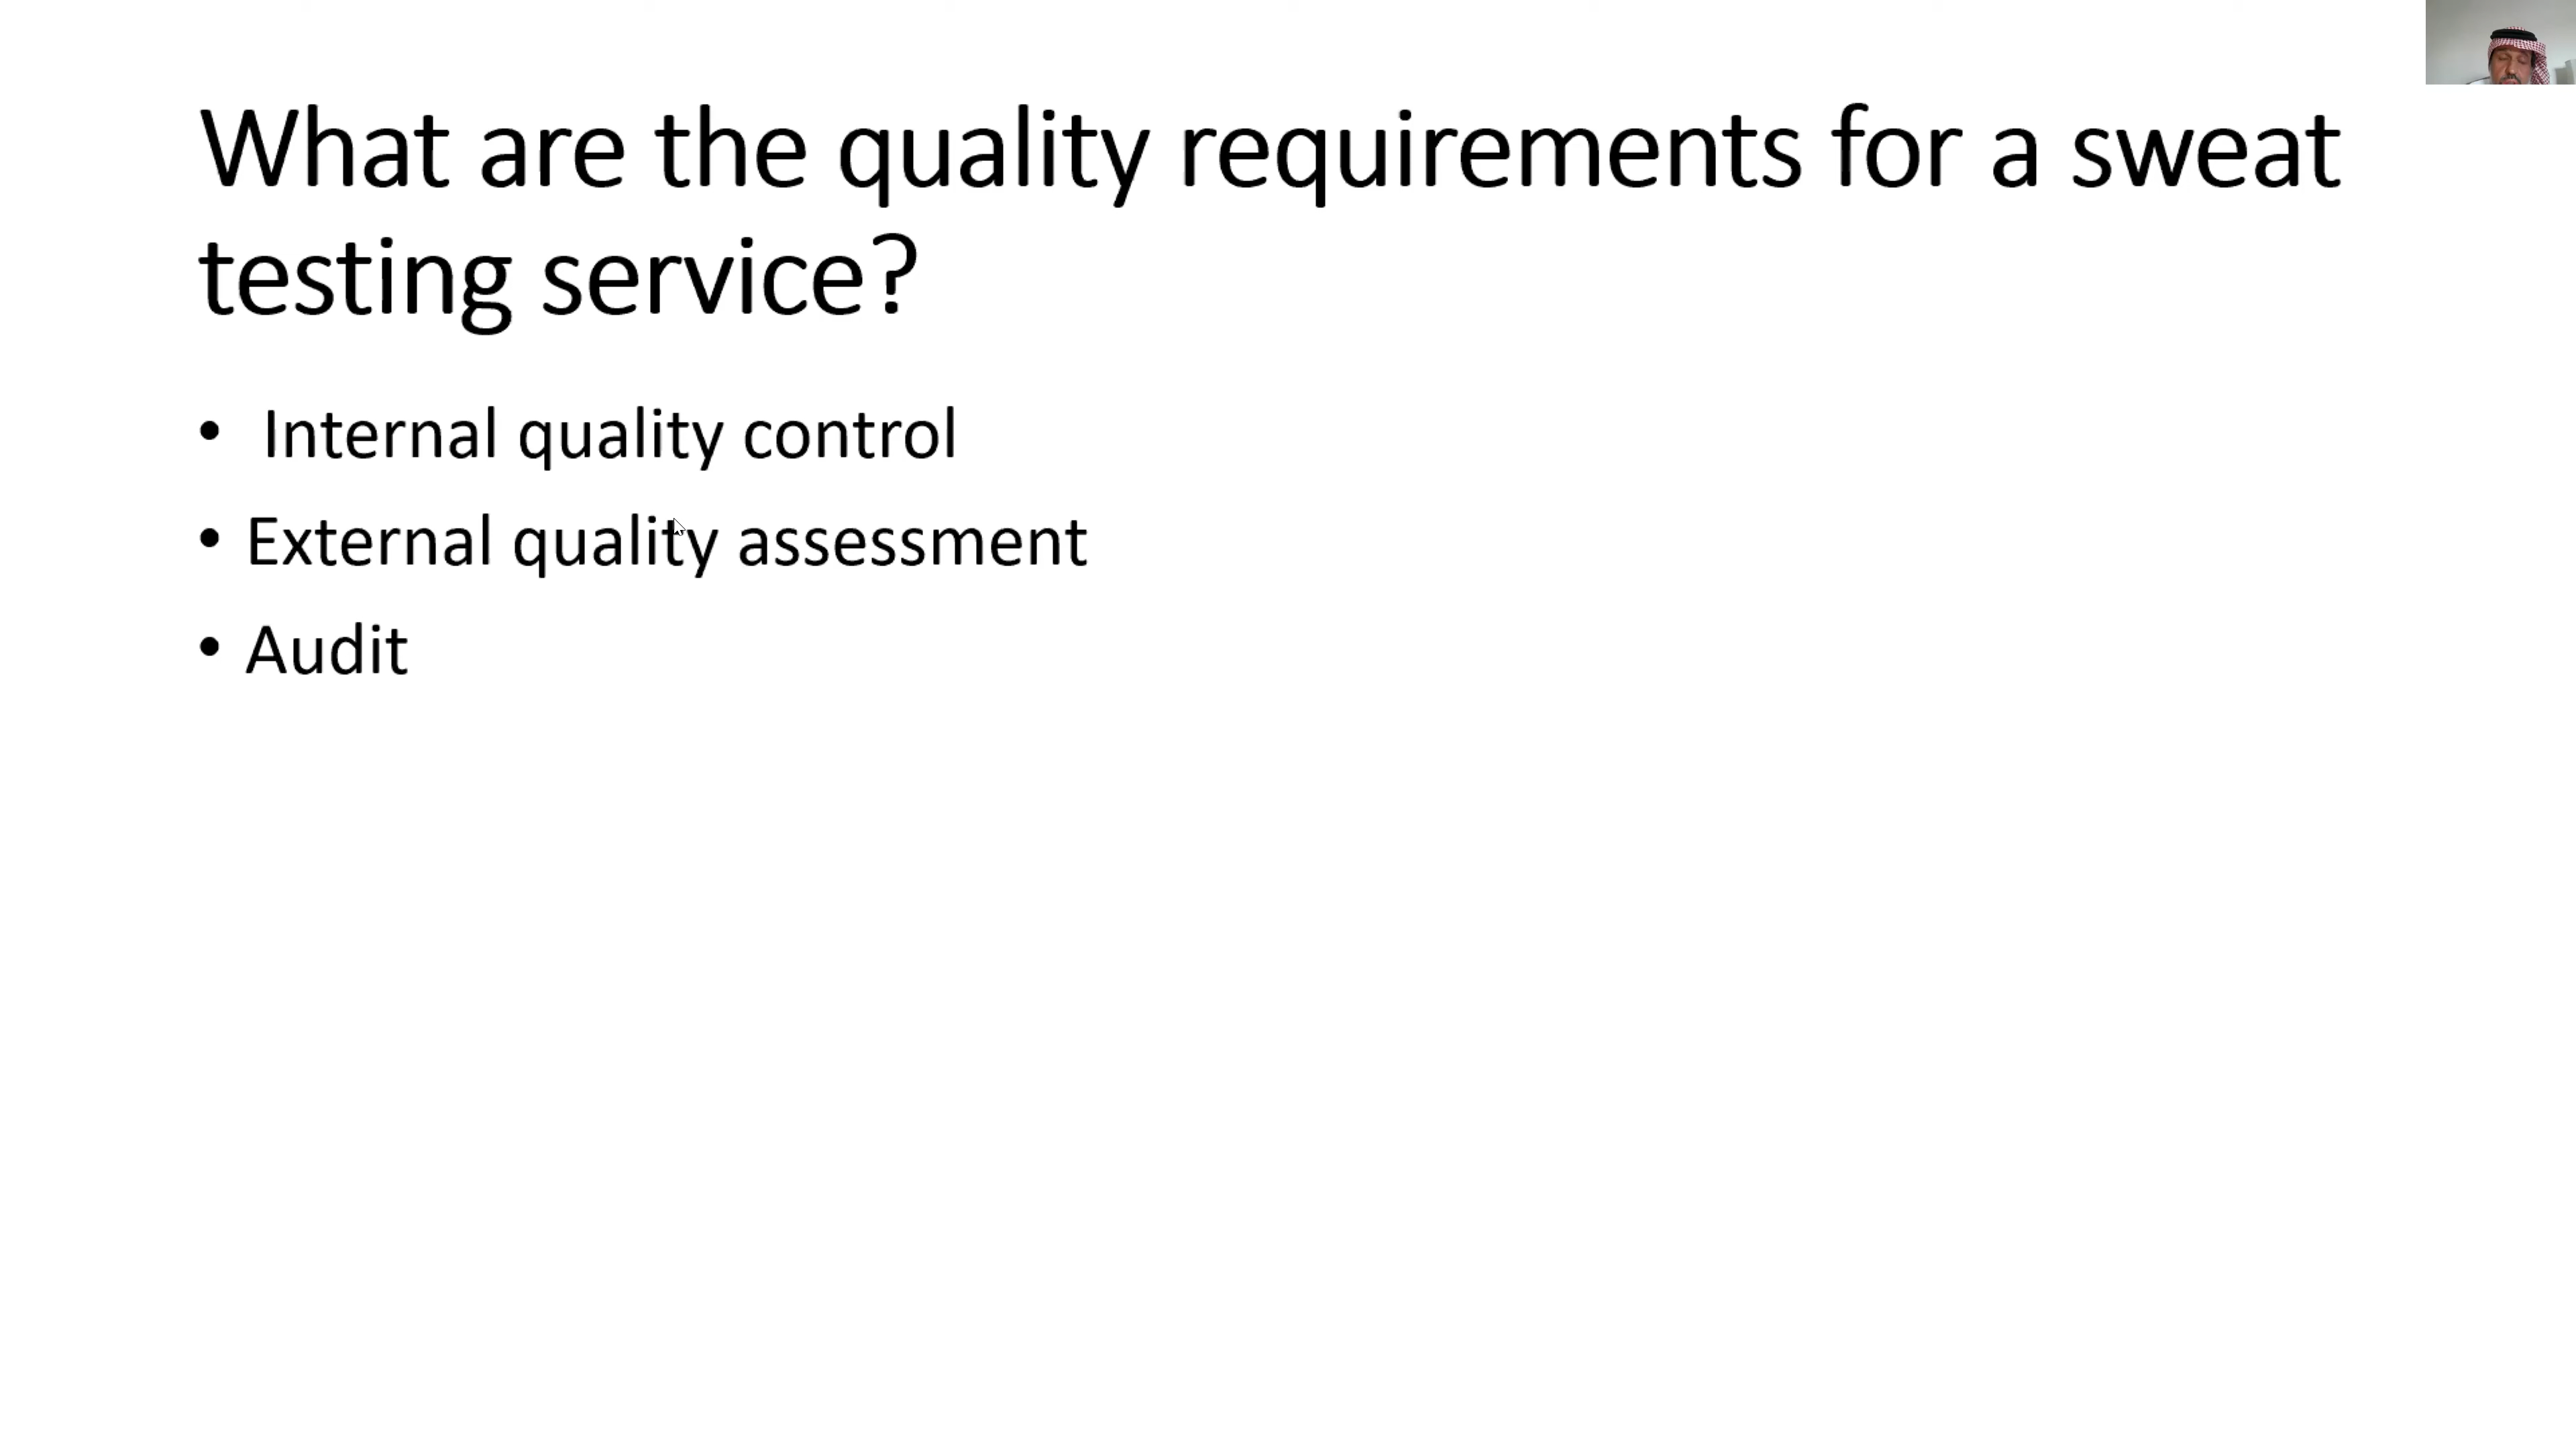 What are the quality requirements for a sweat
testing service?
• Internal quality control
• External quality assessment
• Audit